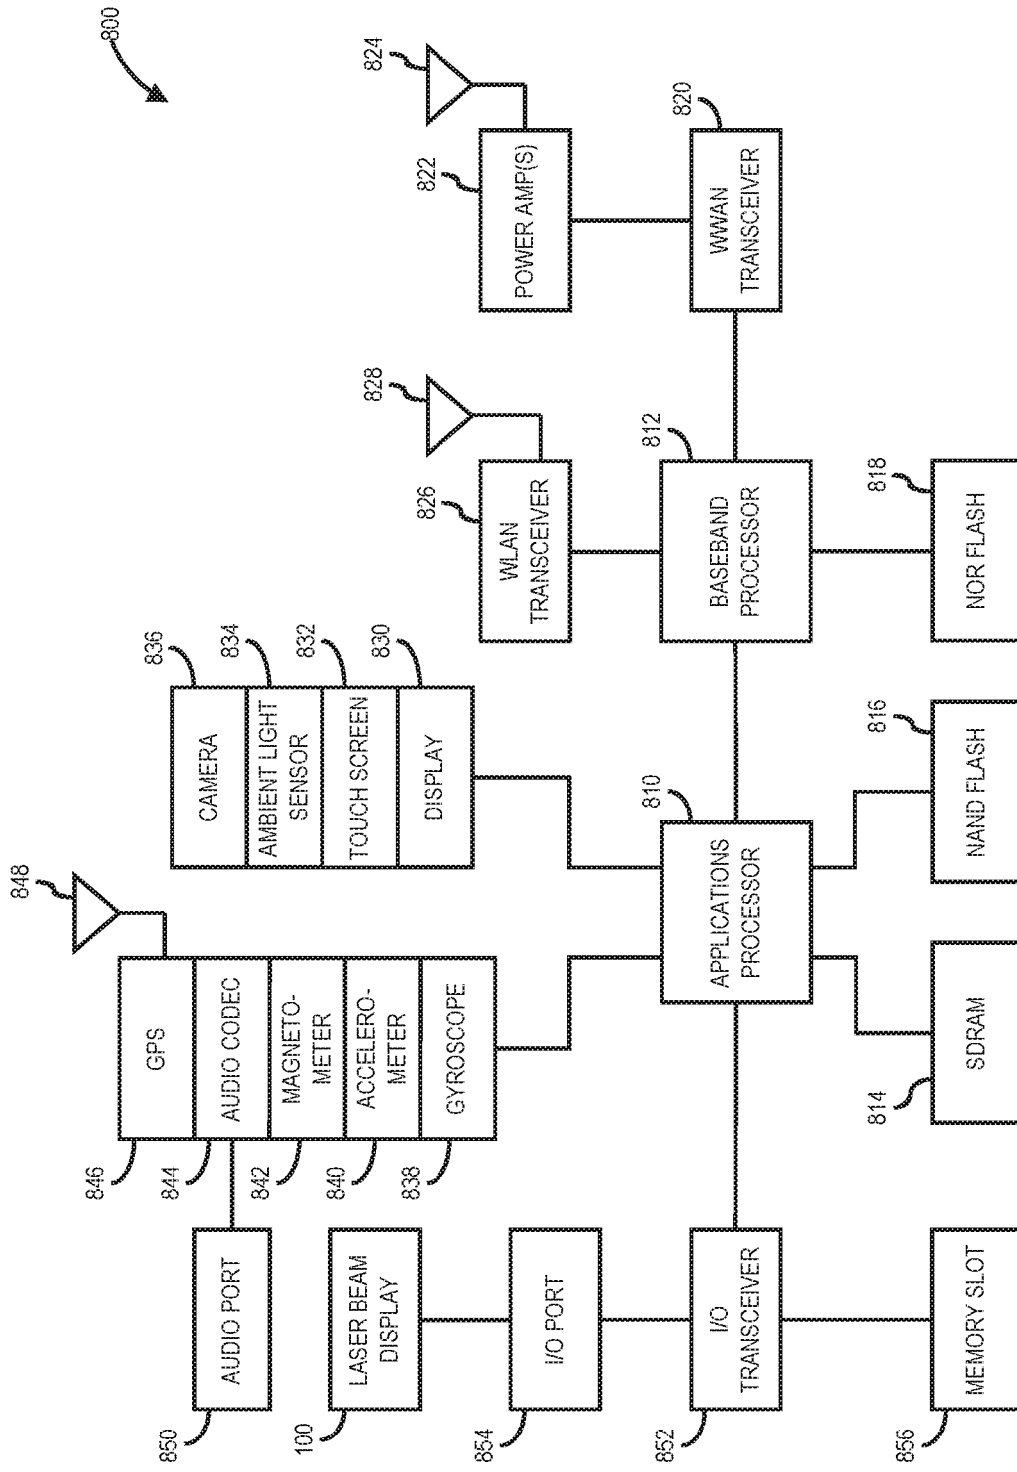 800
848
GPS
AUDIO CODEC
MAGNETO-
METER
ACCELERO-
METER
GYROSCOPE
846
844
842
840
838
836
834
832
830
CAMERA
AMBIENT LIGHT
SENSOR
TOUCH SCREEN
DISPLAY
828
826
WLAN
TRANSCEIVER
824
822
POWER AMP(S)
850
AUDIO PORT
100
LASER BEAM
DISPLAY
854
I/O PORT
852
I/O
TRANSCEIVER
810
APPLICATIONS
PROCESSOR
812
BASEBAND
PROCESSOR
820
WWAN
TRANSCEIVER
856
MEMORY SLOT
814
SDRAM
816
NAND FLASH
818
NOR FLASH